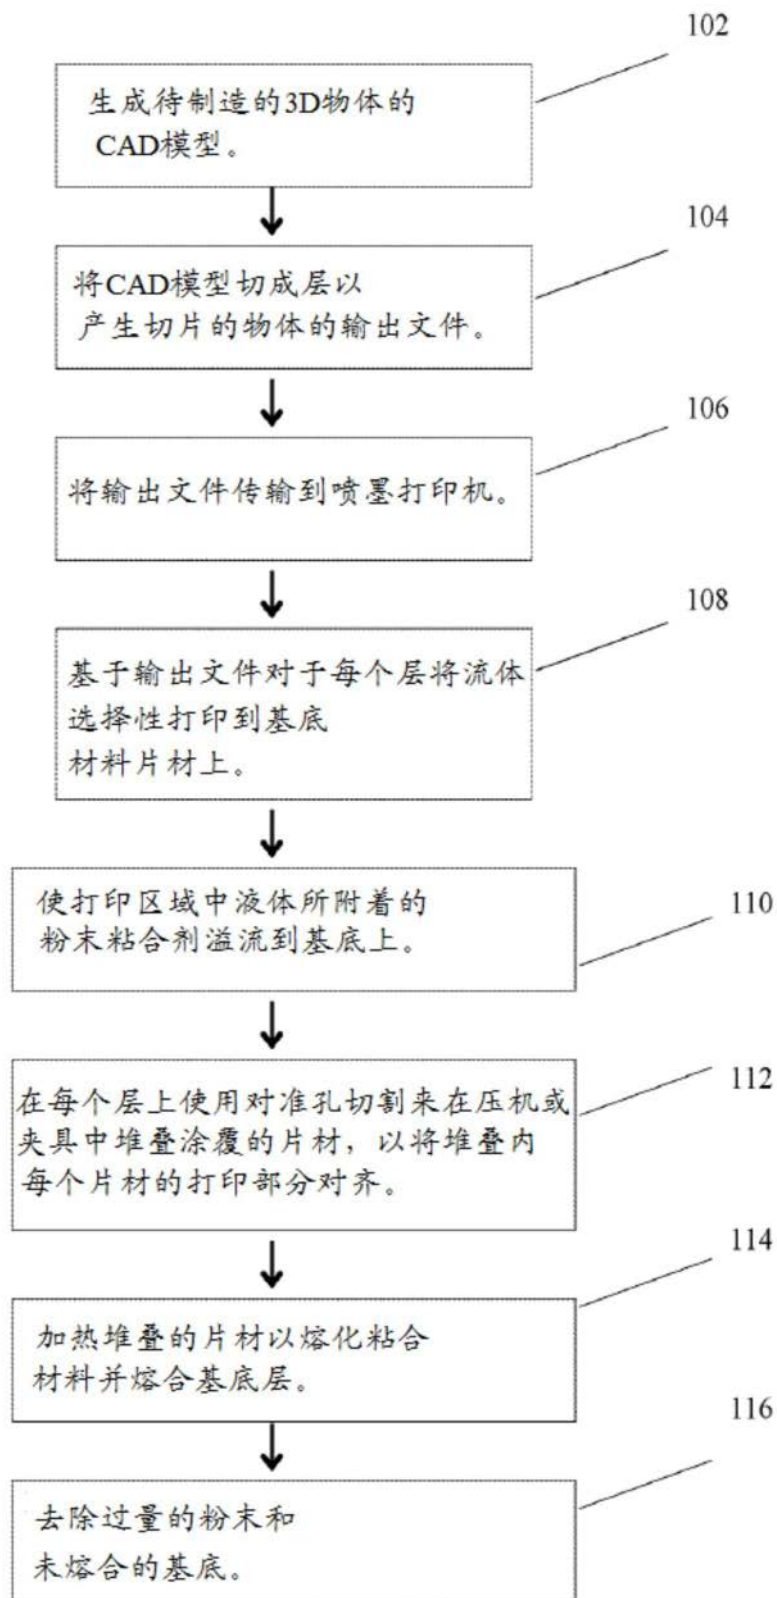 102
生成待制造的3D物体的
CAD模型。
104
将CAD模型切成层以
产生切片的物体的输出文件。
106
将输出文件传输到喷墨打印机。
108
基于输出文件对于每个层将流体
选择性打印到基底
材料片材上。
110
使打印区域中液体所附着的
粉末粘合剂溢流到基底上。
112
在每个层上使用对准孔切割来在压机或
夹具中堆叠涂覆的片材，以将堆叠内
每个片材的打印部分对齐。
114
加热堆叠的片材以熔化粘合
材料并熔合基底层。
116
去除过量的粉末和
未熔合的基底。